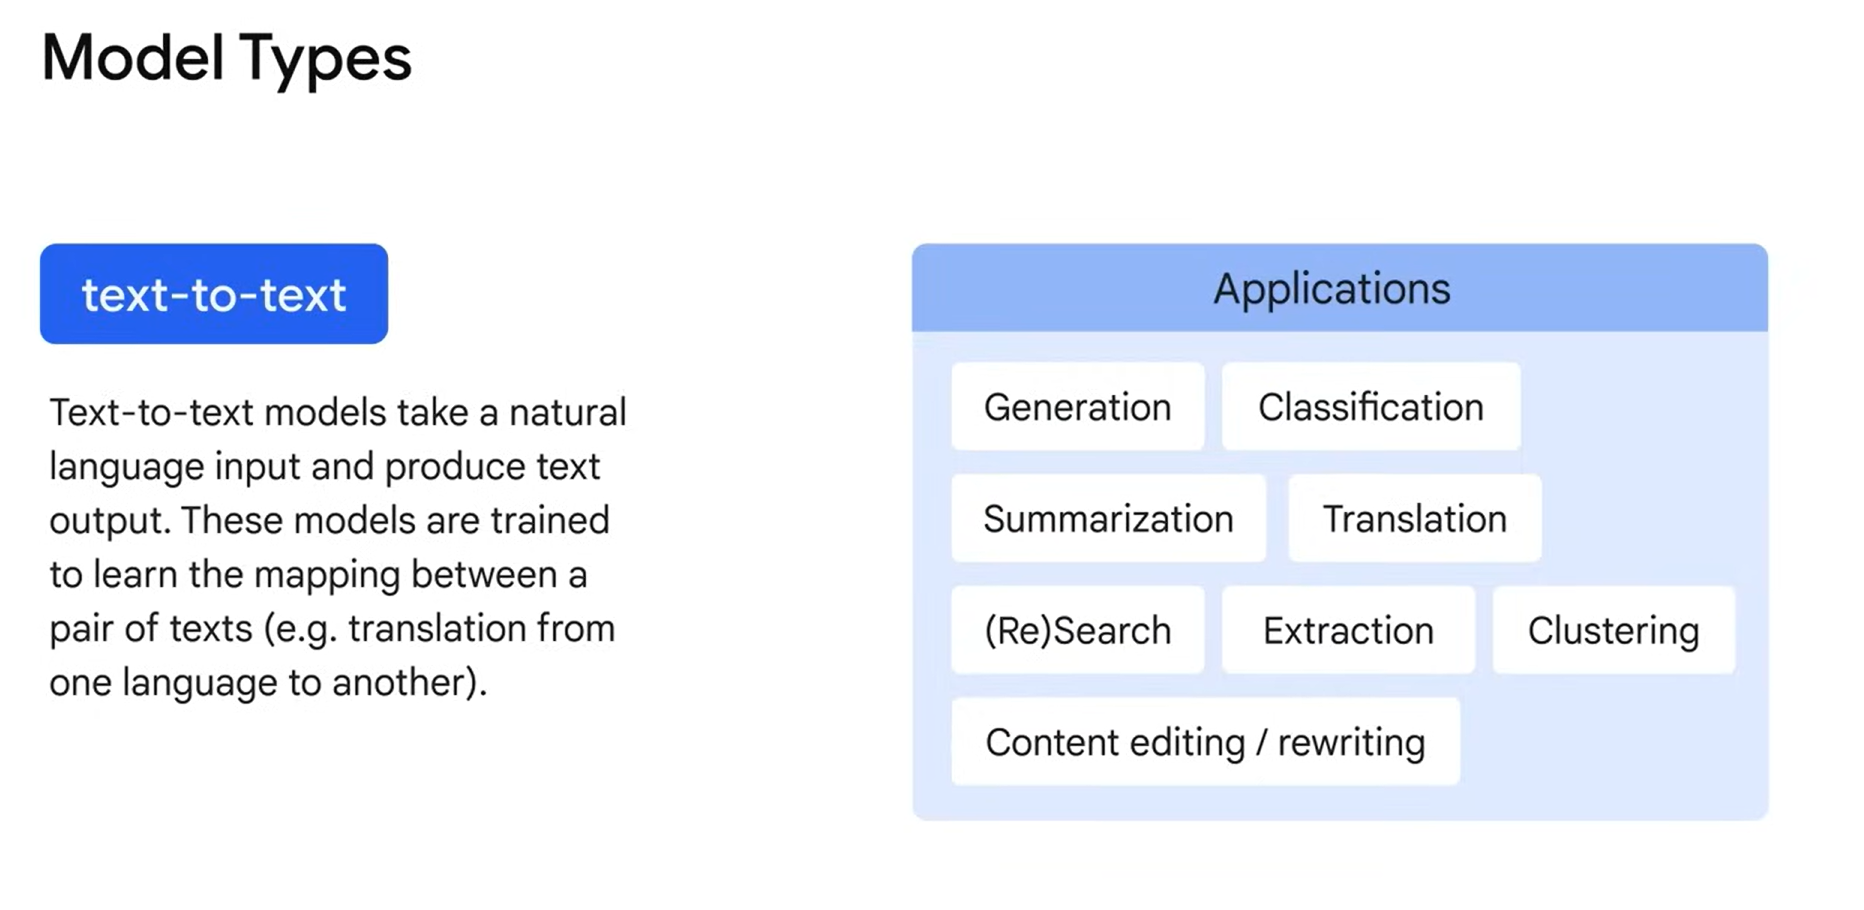 Model Types
text-to-text
Text-to-text models take a natural
language input and produce text
output. These models are trained
to learn the mapping between a
pair of texts (e.g. translation from
one language to another).
Applications
Generation
Classification
Summarization
Translation
(Re)Search
Extraction
Clustering
Content editing / rewriting